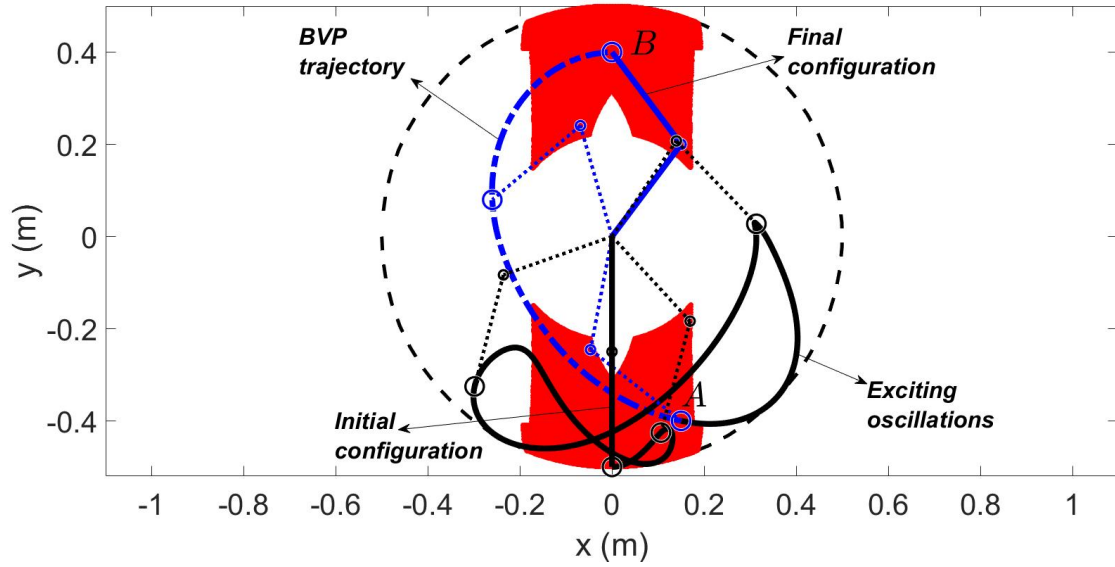 BVP
trajectory
B
Final
configuration
A
Initial
configuration
Exciting
oscillations
0.4
0.2
0
-0.2
-0.4
y (m)
-1
-0.8
-0.6
-0.4
-0.2
0
0.2
0.4
0.6
0.8
1
x (m)